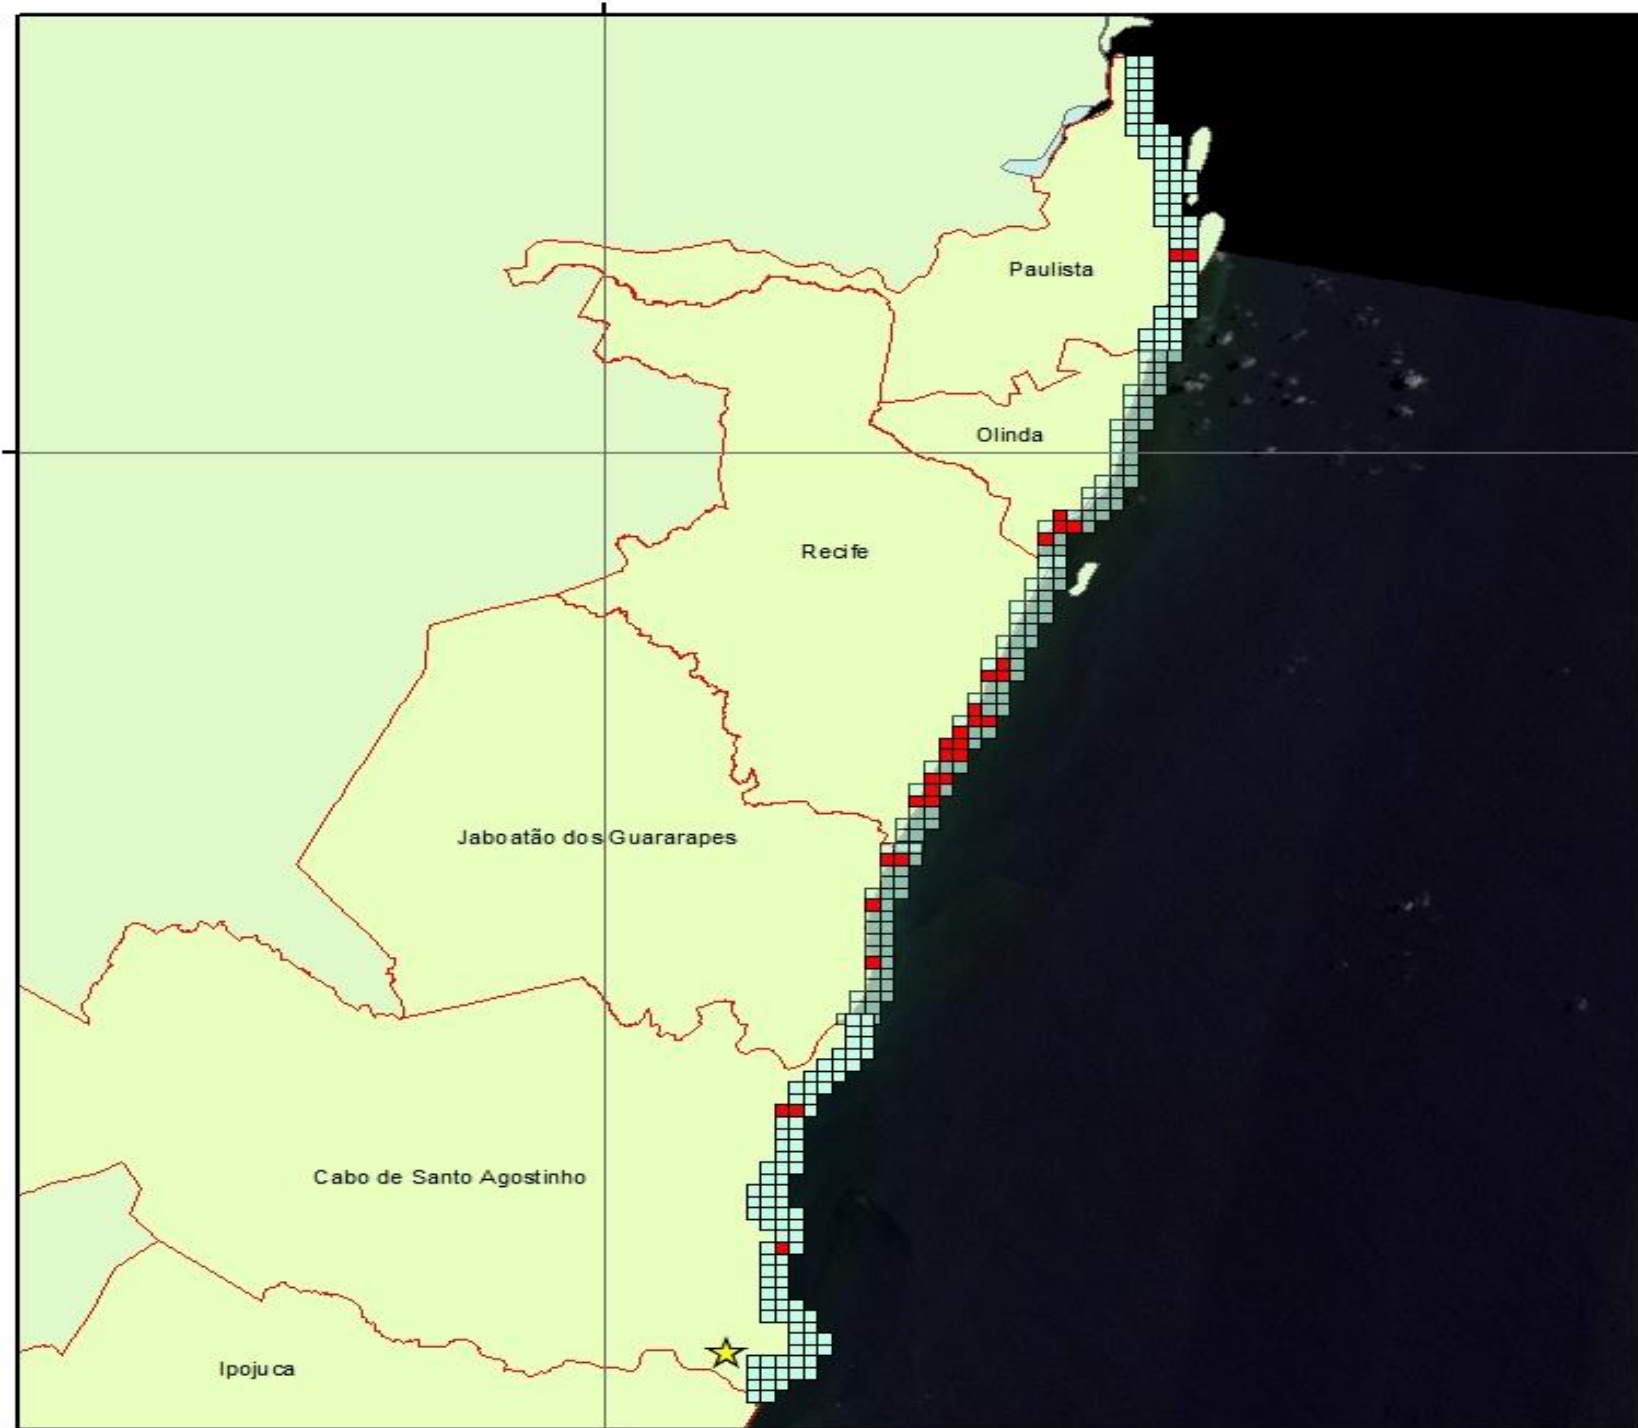 Paulista
Olinda
Recife
Jaboatão dos Guararapes
Cabo de Santo Agostinho
Ipojuca